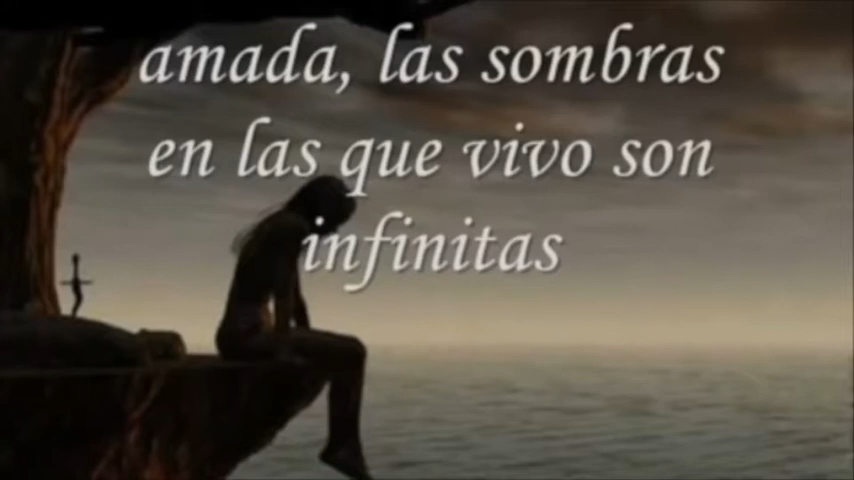 amada, las sombras
en las que vivo son
infinitas